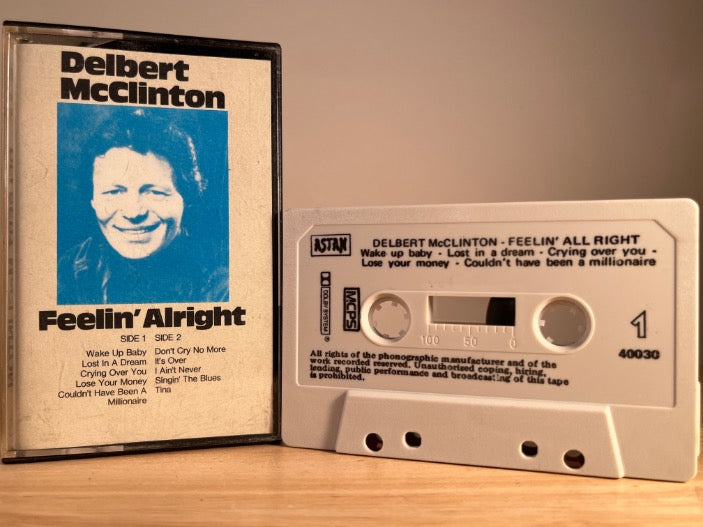 Delbert
McClinton
Feelin' Alright
SIDE 1 SIDE 2
Wake Up Baby Don't Cry No More
Lost In A Dream It's Over
Crying Over You I Ain't Never
Lose Your Money Singin' The Blues
Couldn't Have Been A Tina
Millionaire
ASTAN
DELBERT McCLINTON - FEELIN' ALL RIGHT
Wake up baby - Lost in a dream - Crying over you -
Lose your money - Couldn't have been a millionaire
DOLBY SYSTEM
®
MCPS
100 50 0
1
40030
All rights of the phonographic manufacturer and of the
work recorded reserved. Unauthorised coping, hiring,
lending, public performance and broadcasting of this tape
is prohibited.